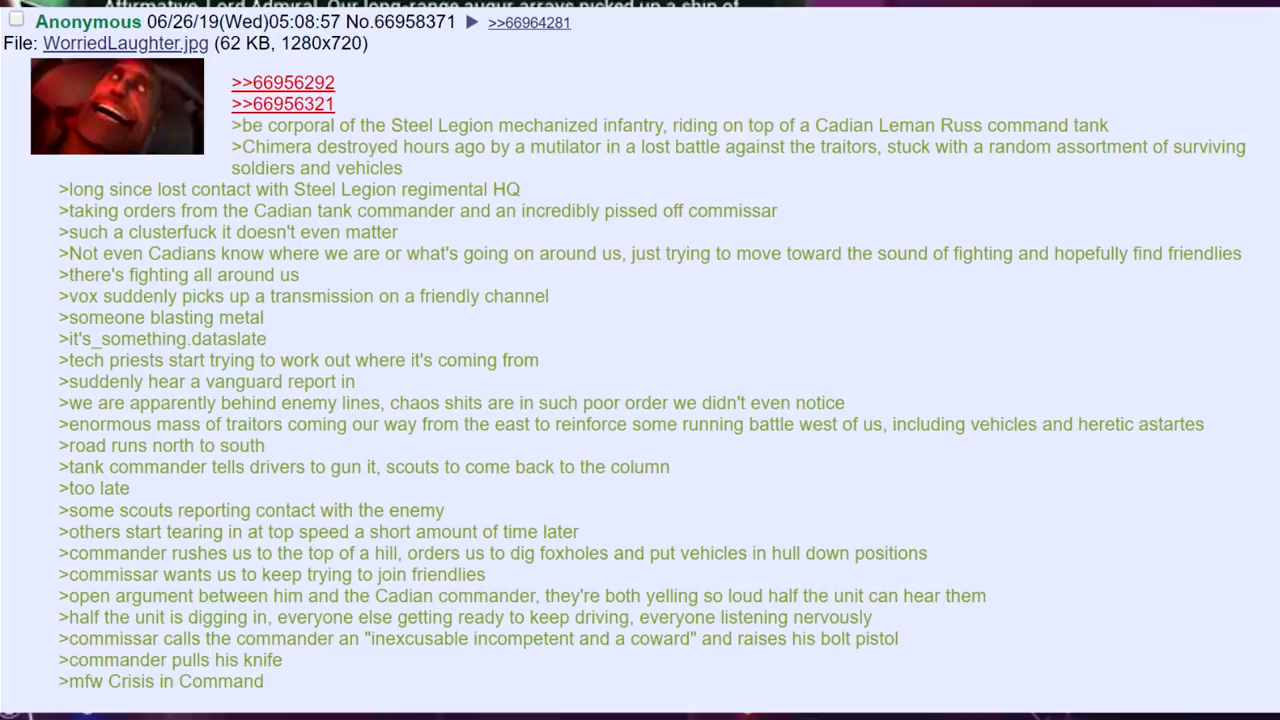 Affirmative, Lord Admiral. Our long-range augur arrays picked up a ship of
Anonymous 06/26/19(Wed)05:08:57 No.66958371 ▶ >>66964281
File: WorriedLaughter.jpg (62 KB, 1280x720)
>>66956292
>>66956321
>be corporal of the Steel Legion mechanized infantry, riding on top of a Cadian Leman Russ command tank
>Chimera destroyed hours ago by a mutilator in a lost battle against the traitors, stuck with a random assortment of surviving
soldiers and vehicles
>long since lost contact with Steel Legion regimental HQ
>taking orders from the Cadian tank commander and an incredibly pissed off commissar
>such a clusterfuck it doesn't even matter
>Not even Cadians know where we are or what's going on around us, just trying to move toward the sound of fighting and hopefully find friendlies
>there's fighting all around us
>vox suddenly picks up a transmission on a friendly channel
>someone blasting metal
>it's_something.dataslate
>tech priests start trying to work out where it's coming from
>suddenly hear a vanguard report in
>we are apparently behind enemy lines, chaos shits are in such poor order we didn't even notice
>enormous mass of traitors coming our way from the east to reinforce some running battle west of us, including vehicles and heretic astartes
>road runs north to south
>tank commander tells drivers to gun it, scouts to come back to the column
>too late
>some scouts reporting contact with the enemy
>others start tearing in at top speed a short amount of time later
>commander rushes us to the top of a hill, orders us to dig foxholes and put vehicles in hull down positions
>commissar wants us to keep trying to join friendlies
>open argument between him and the Cadian commander, they're both yelling so loud half the unit can hear them
>half the unit is digging in, everyone else getting ready to keep driving, everyone listening nervously
>commissar calls the commander an "inexcusable incompetent and a coward" and raises his bolt pistol
>commander pulls his knife
>mfw Crisis in Command